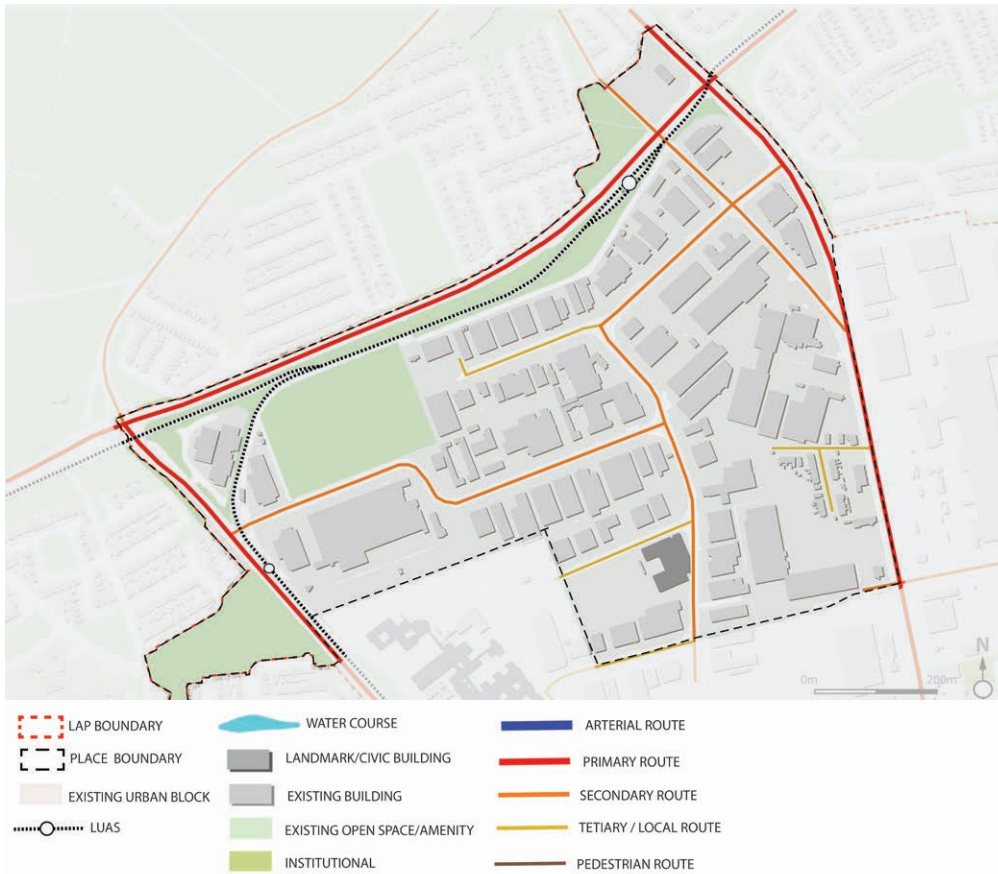 N
0m
200m
LAP BOUNDARY
PLACE BOUNDARY
EXISTING URBAN BLOCK
LUAS
WATER COURSE
LANDMARK/CIVIC BUILDING
EXISTING BUILDING
EXISTING OPEN SPACE/AMENITY
INSTITUTIONAL
ARTERIAL ROUTE
PRIMARY ROUTE
SECONDARY ROUTE
TETIARY / LOCAL ROUTE
PEDESTRIAN ROUTE